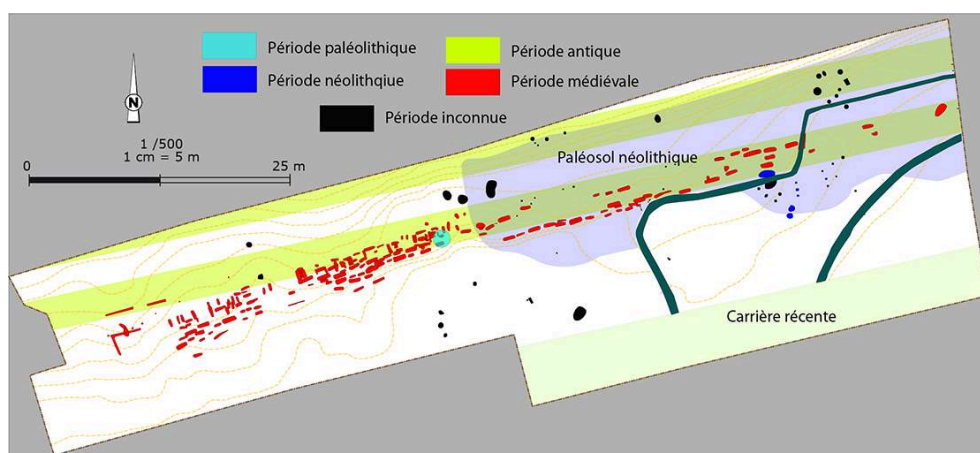 Période paléolithique
Période antique
Période néolithqiue
Période médiévale
Période inconnue
N
1 /500
1 cm = 5 m
0
25 m
Paléosol néolithique
Carrière récente